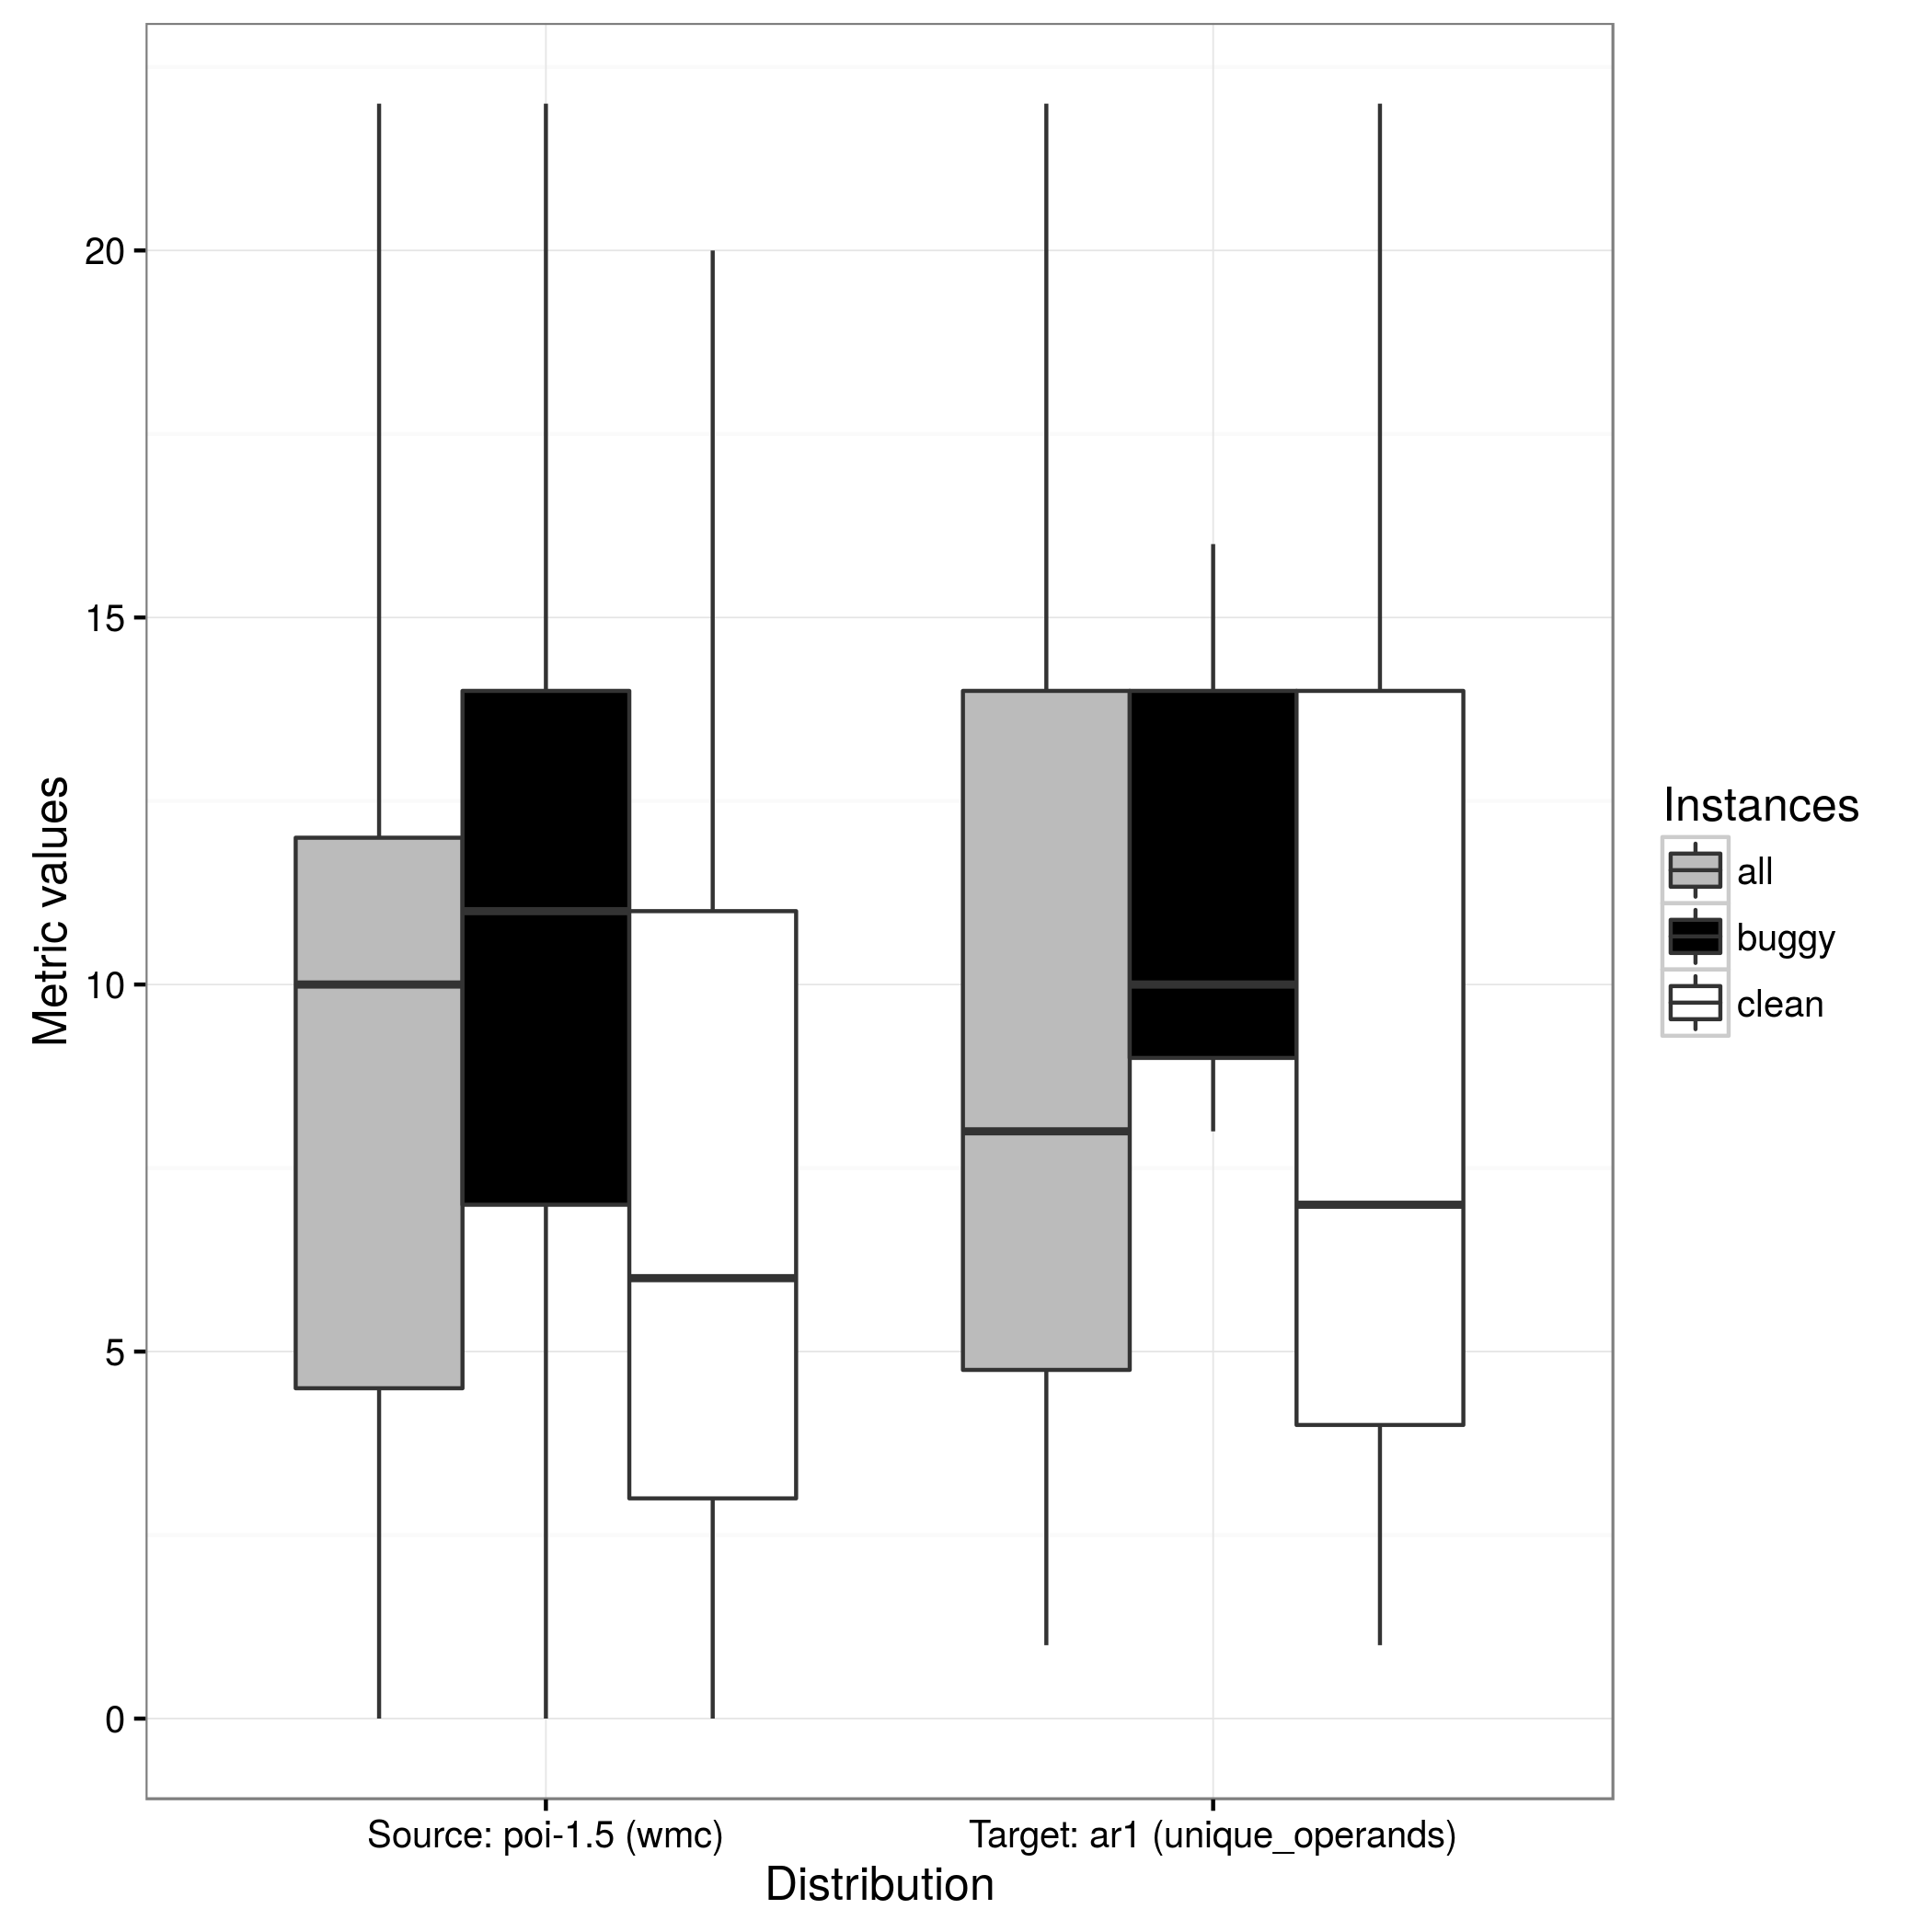 20
15
10
5
0
Metric values
Source: poi-1.5 (wmc)
Target: ar1 (unique_operands)
Distribution
Instances
all
buggy
clean